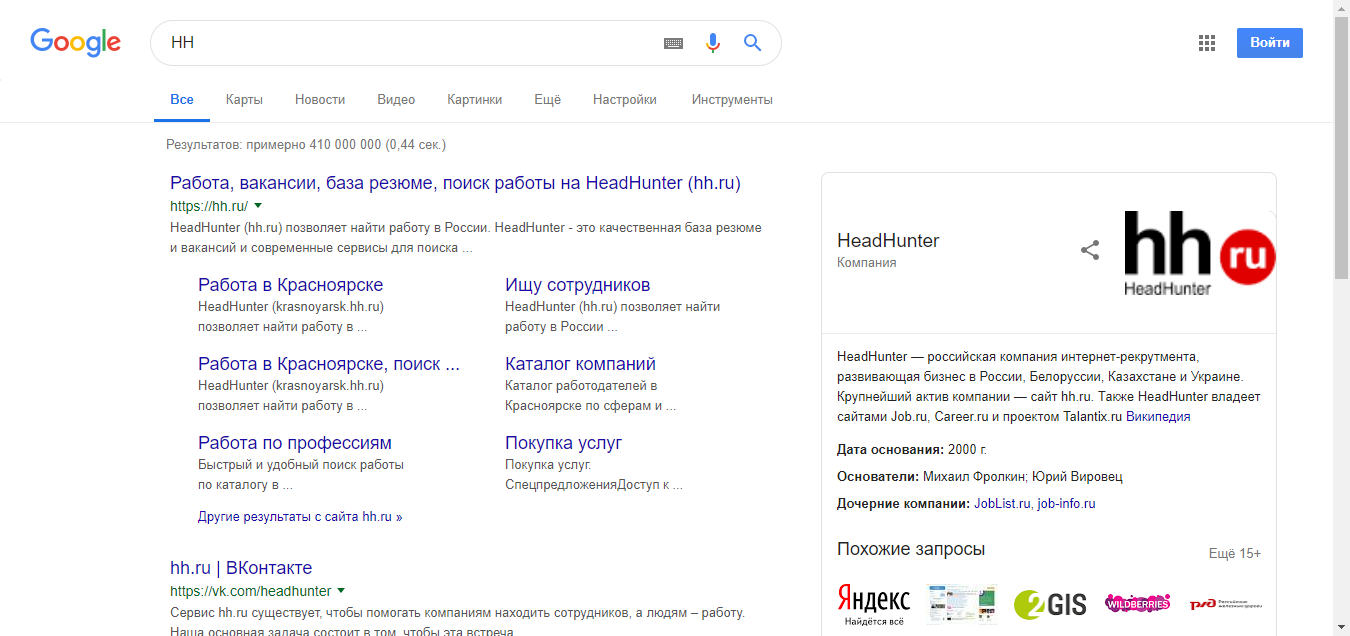 Google
HH
Войти
Все
Карты
Новости
Видео
Картинки
Ещё
Настройки
Инструменты
Результатов: примерно 410 000 000 (0,44 сек.)
Работа, вакансии, база резюме, поиск работы на HeadHunter (hh.ru)
https://hh.ru/
HeadHunter (hh.ru) позволяет найти работу в России. HeadHunter - это качественная база резюме
и вакансий и современные сервисы для поиска ...
Работа в Красноярске
HeadHunter (krasnoyarsk.hh.ru)
позволяет найти работу в ...
Ищу сотрудников
HeadHunter (hh.ru) позволяет найти
работу в России ...
Работа в Красноярске, поиск ...
HeadHunter (krasnoyarsk.hh.ru)
позволяет найти работу в ...
Каталог компаний
Каталог работодателей в
Красноярске по сферам и ...
Работа по профессиям
Быстрый и удобный поиск работы
по каталогу в ...
Покупка услуг
Покупка услуг.
СпецпредложенияДоступ к ...
Другие результаты с сайта hh.ru »
hh.ru | ВКонтакте
https://vk.com/headhunter
Сервис hh.ru существует, чтобы помогать компаниям находить сотрудников, а людям – работу.
Наша основная задача состоит в том, чтобы эта встреча
HeadHunter
Компания
hh ru
HeadHunter
HeadHunter — российская компания интернет-рекрутмента,
развивающая бизнес в России, Белоруссии, Казахстане и Украине.
Крупнейший актив компании — сайт hh.ru. Также HeadHunter владеет
сайтами Job.ru, Career.ru и проектом Talantix.ru Википедия
Дата основания: 2000 г.
Основатели: Михаил Фролкин; Юрий Вировец
Дочерние компании: JobList.ru, job-info.ru
Похожие запросы
Ещё 15+
Яндекс
Найдётся всё
2GIS
WILDBERRIES
ржд Российские железные дороги